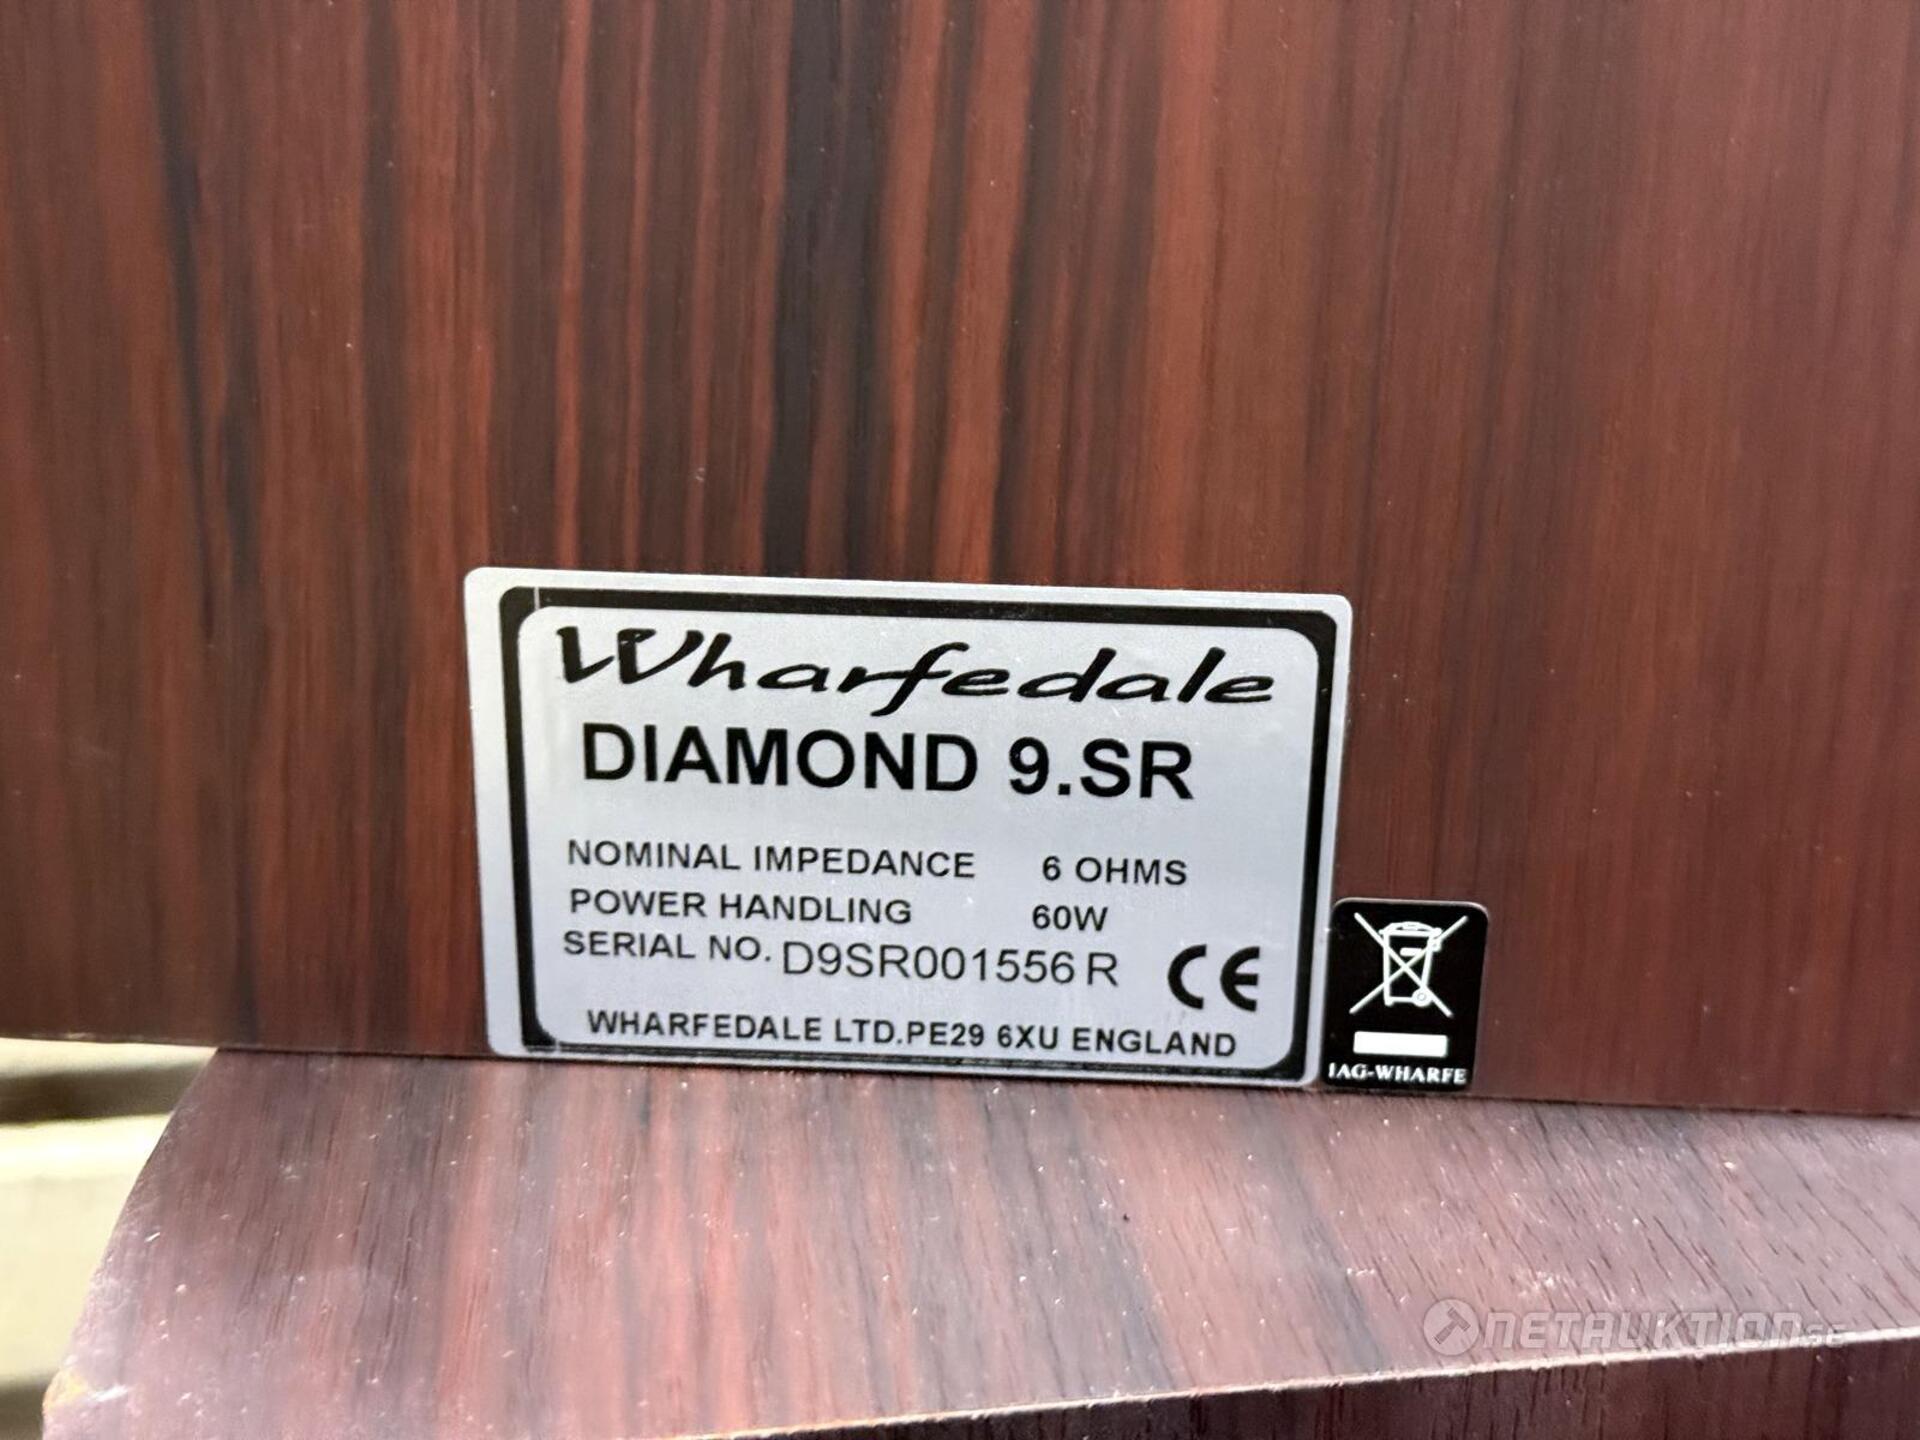 Wharfedale
DIAMOND 9.SR
NOMINAL IMPEDANCE 6 OHMS
POWER HANDLING 60W
SERIAL NO. D9SR001556 R
CE
WHARFEDALE LTD.PE29 6XU ENGLAND
IAG-WHARFE
NETAUKTION.SE